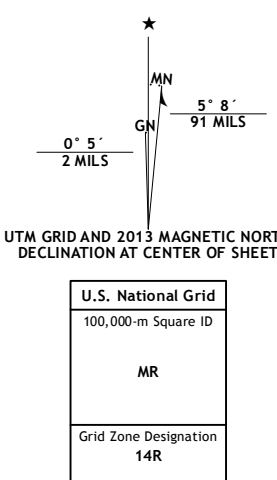 ★
MN
5° 8´
91 MILS
GN
0° 5´
2 MILS
UTM GRID AND 2013 MAGNETIC NORT
DECLINATION AT CENTER OF SHEET
U.S. National Grid
100,000-m Square ID
MR
Grid Zone Designation
14R